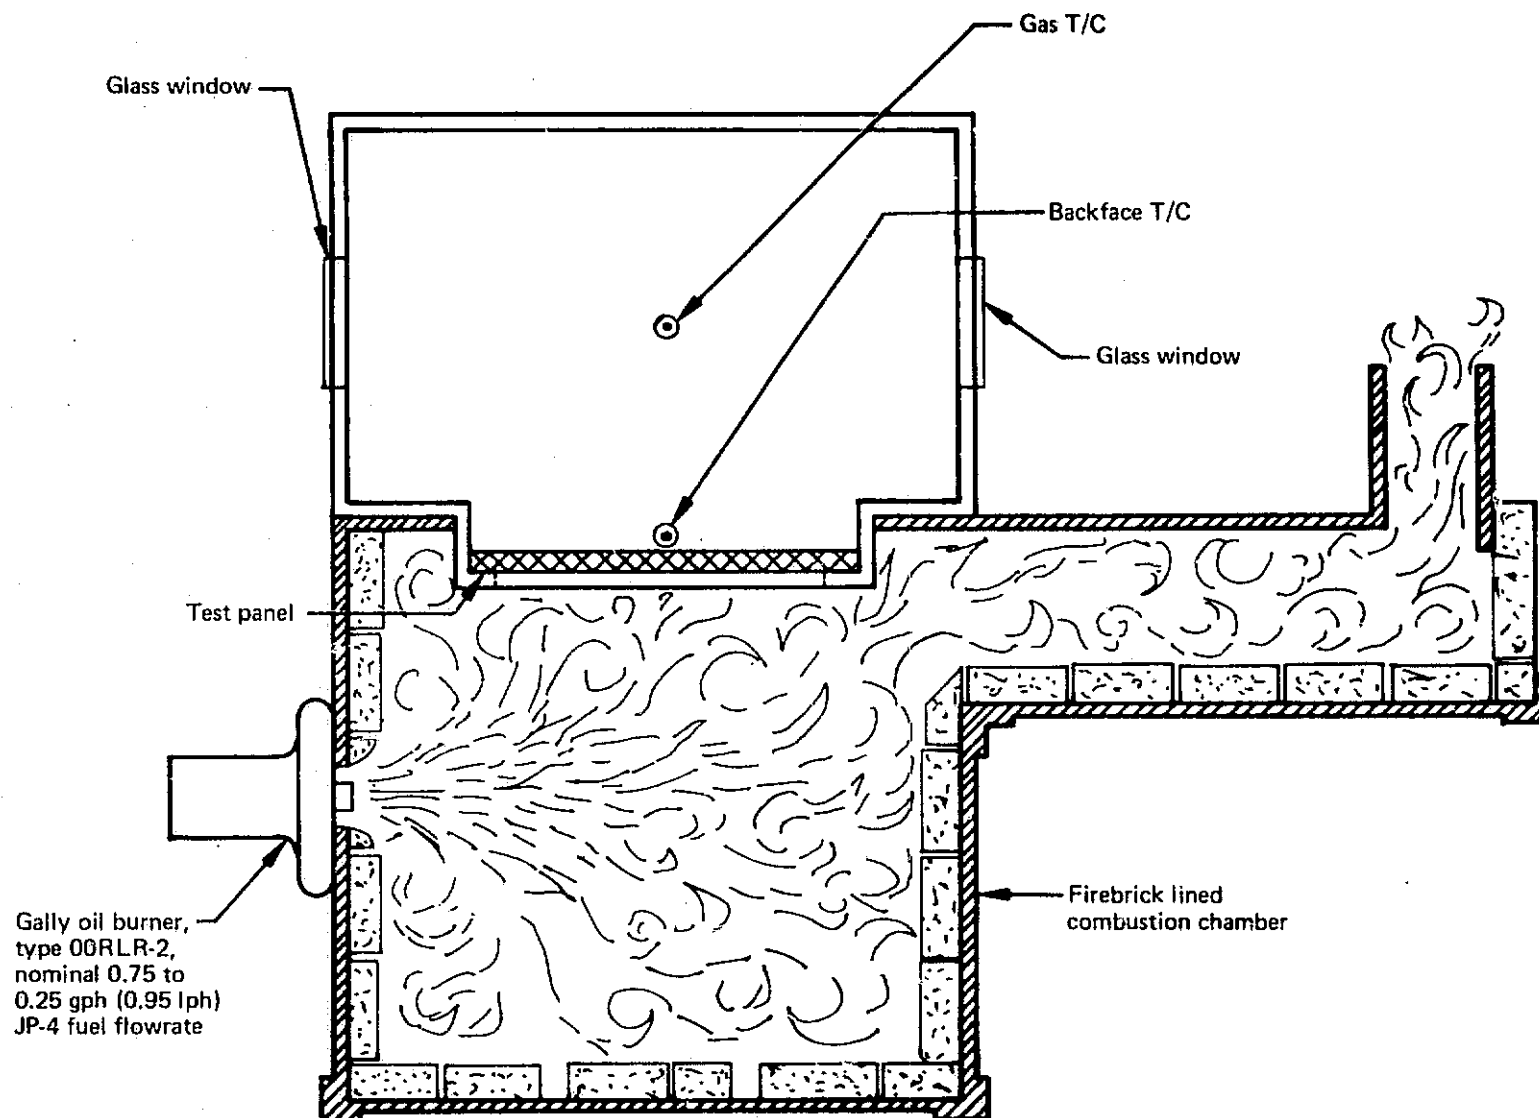 Gas T/C
Glass window
Backface T/C
Glass window
Test panel
Firebrick lined
combustion chamber
Gally oil burner,
type 00RLR-2,
nominal 0.75 to
0.25 gph (0.95 lph)
JP-4 fuel flowrate